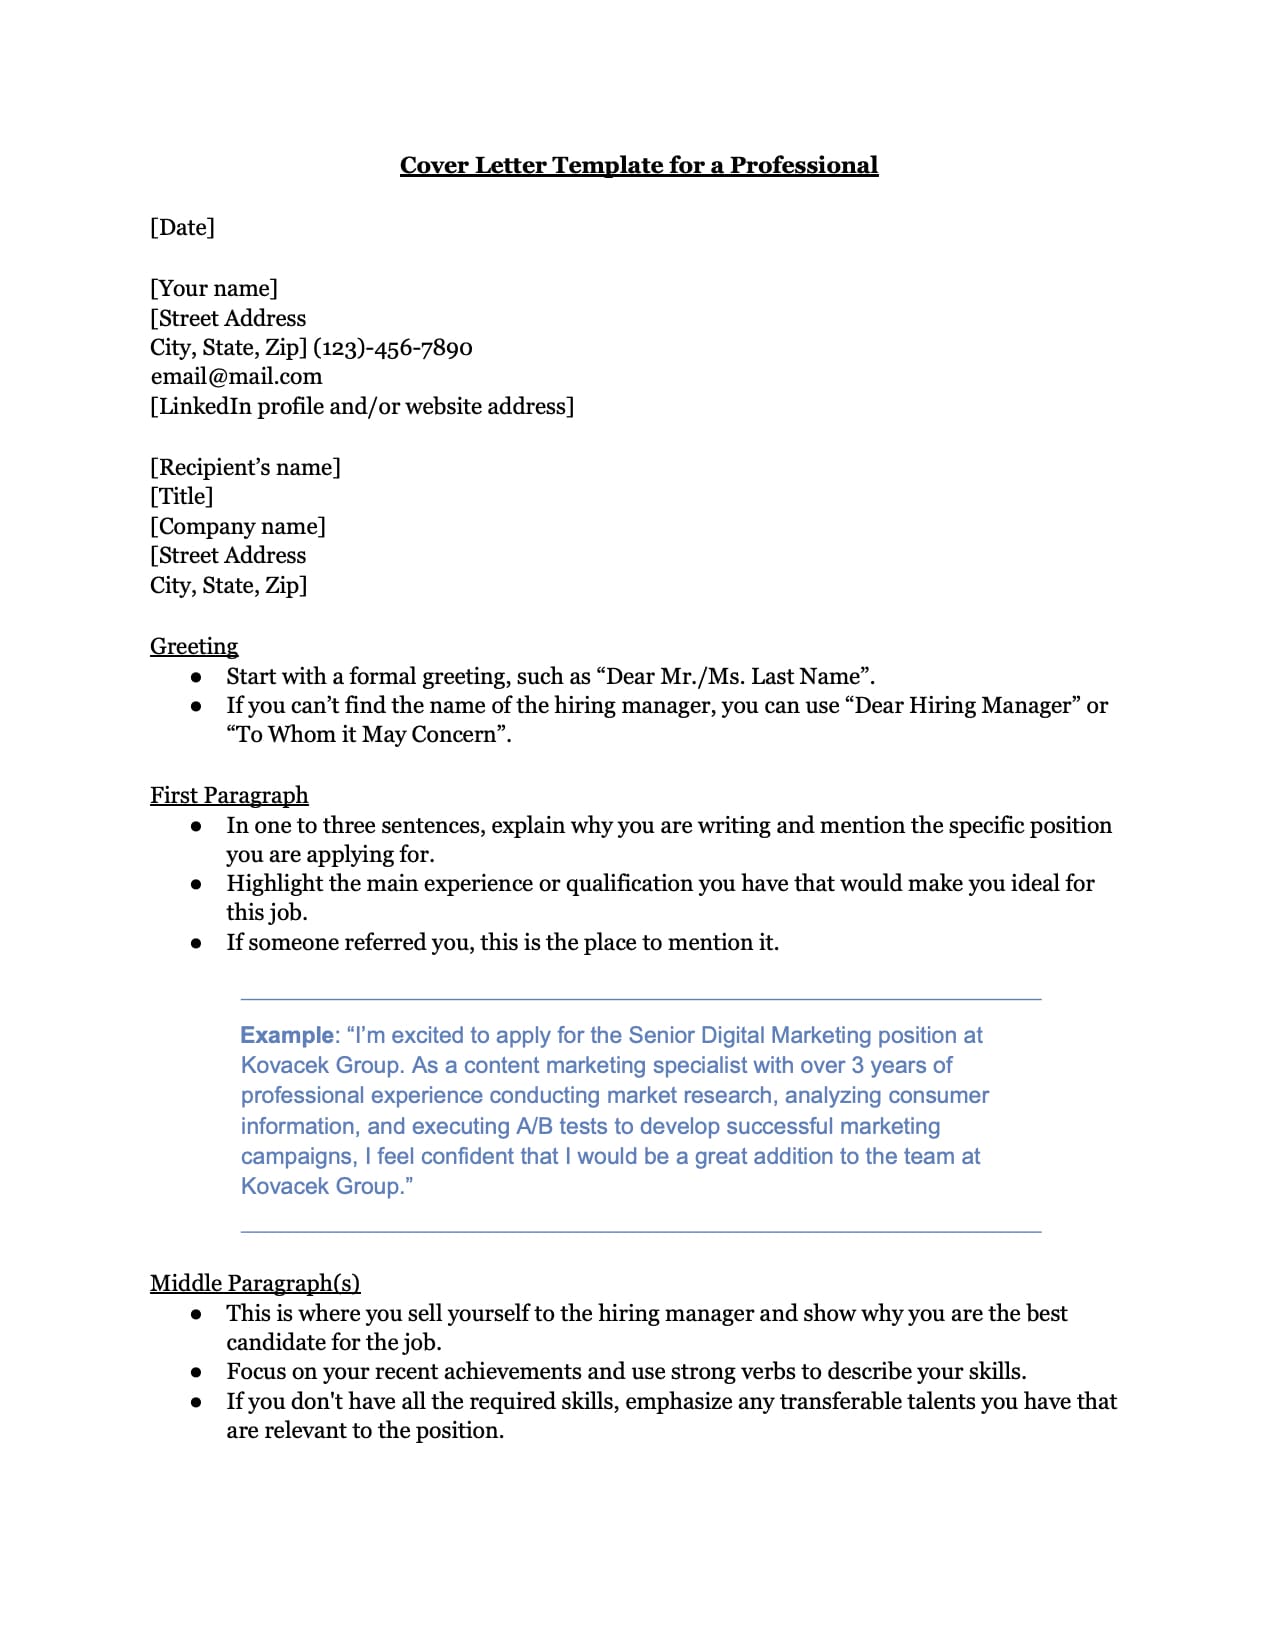 Cover Letter Template for a Professional
[Date]
[Your name]
[Street Address
City, State, Zip] (123)-456-7890
email@mail.com
[LinkedIn profile and/or website address]
[Recipient’s name]
[Title]
[Company name]
[Street Address
City, State, Zip]
Greeting
● Start with a formal greeting, such as “Dear Mr./Ms. Last Name”.
● If you can’t find the name of the hiring manager, you can use “Dear Hiring Manager” or
“To Whom it May Concern”.
First Paragraph
● In one to three sentences, explain why you are writing and mention the specific position
you are applying for.
● Highlight the main experience or qualification you have that would make you ideal for
this job.
● If someone referred you, this is the place to mention it.
Example: “I’m excited to apply for the Senior Digital Marketing position at
Kovacek Group. As a content marketing specialist with over 3 years of
professional experience conducting market research, analyzing consumer
information, and executing A/B tests to develop successful marketing
campaigns, I feel confident that I would be a great addition to the team at
Kovacek Group.”
Middle Paragraph(s)
● This is where you sell yourself to the hiring manager and show why you are the best
candidate for the job.
● Focus on your recent achievements and use strong verbs to describe your skills.
● If you don't have all the required skills, emphasize any transferable talents you have that
are relevant to the position.